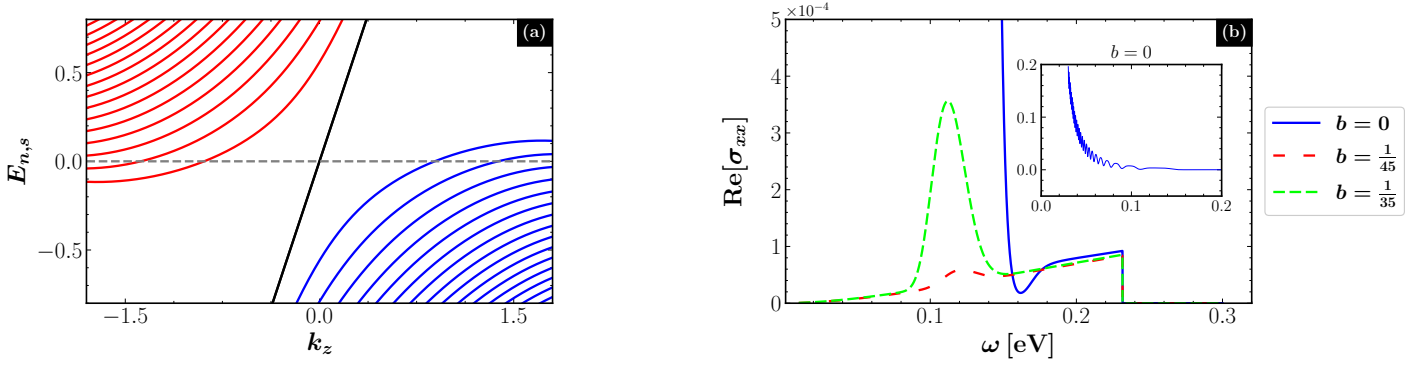 (a)
0.5
0.0
−0.5
E_{n,s}
−1.5
0.0
1.5
k_z
×10^{−4}
(b)
5
4
3
2
1
0
Re[σ_{xx}]
0.1
0.2
0.3
ω [eV]
b = 0
0.2
0.1
0.0
0.0
0.1
0.2
b = 0
b = 1/45
b = 1/35